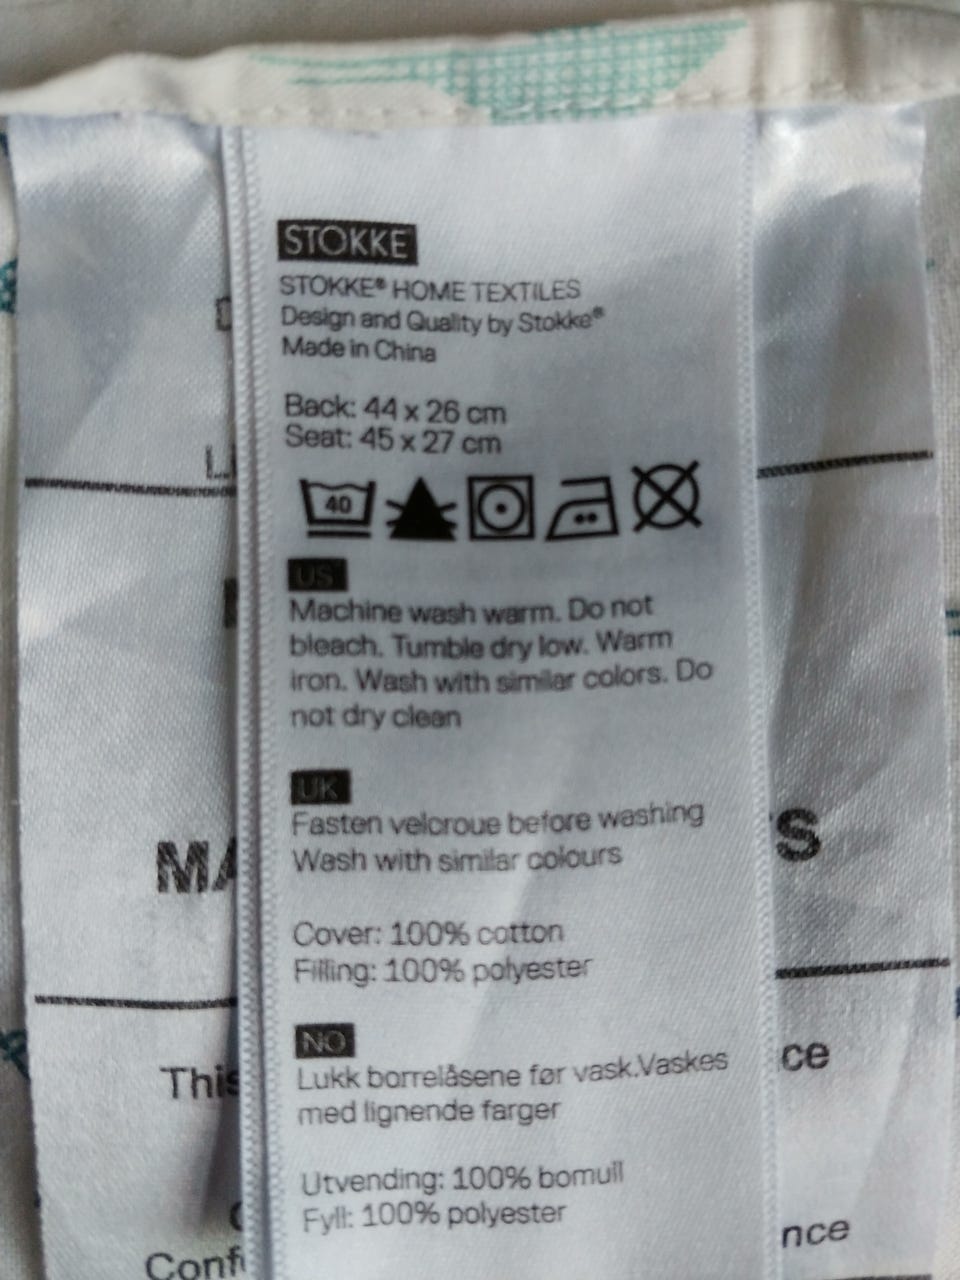 STOKKE
STOKKE® HOME TEXTILES
Design and Quality by Stokke®
Made in China
Back: 44 x 26 cm
Seat: 45 x 27 cm
40
US
Machine wash warm. Do not
bleach. Tumble dry low. Warm
iron. Wash with similar colors. Do
not dry clean
UK
Fasten velcroue before washing
Wash with similar colours
Cover: 100% cotton
Filling: 100% polyester
NO
Lukk borrelåsene før vask.Vaskes
med lignende farger
Utvending: 100% bomull
Fyll: 100% polyester